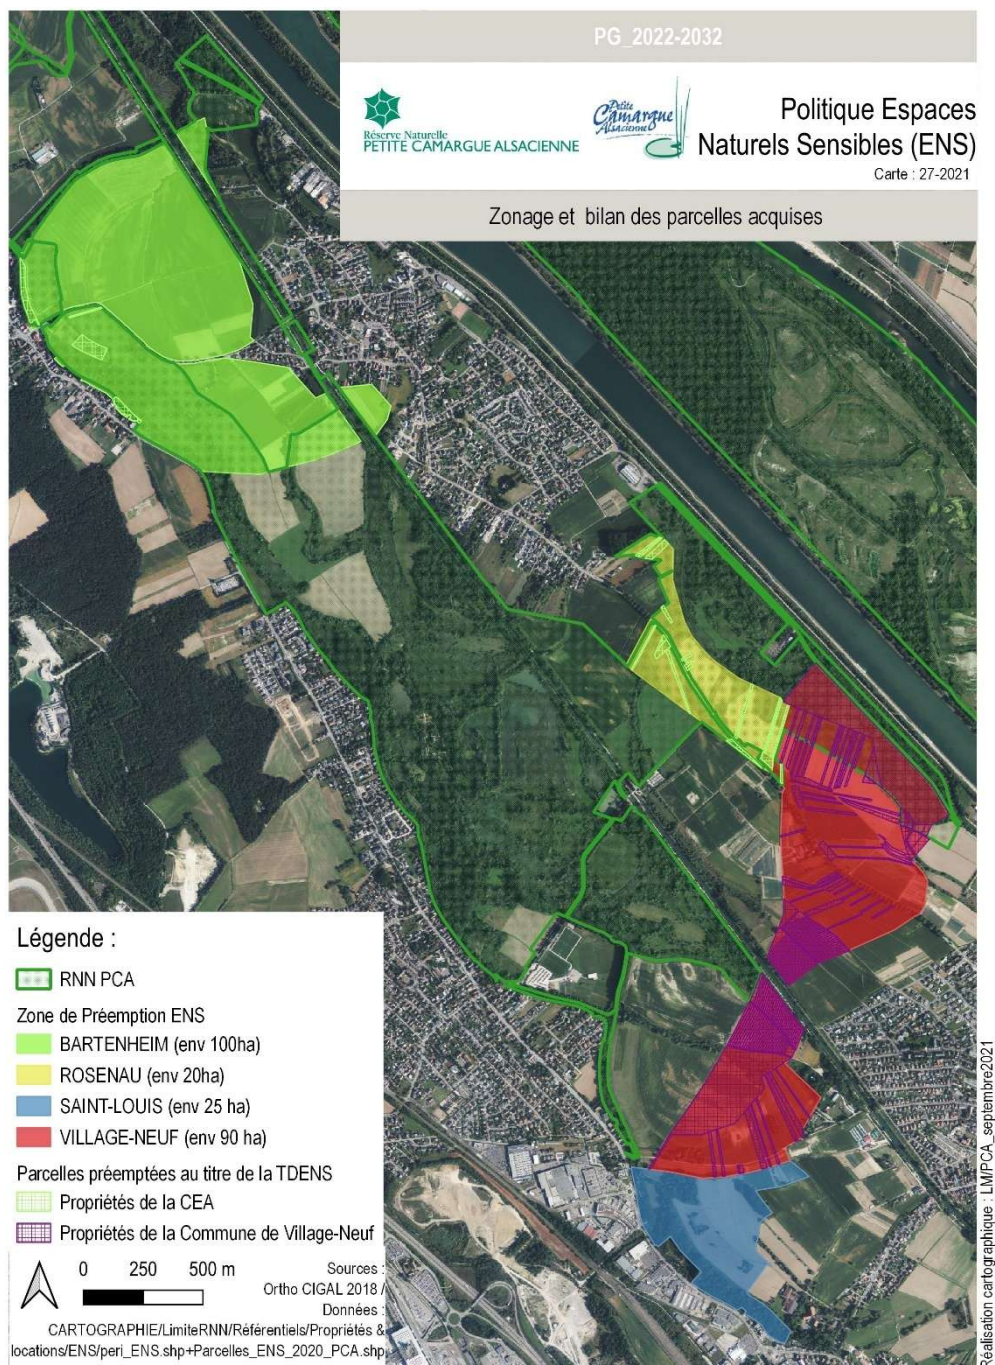 PG_2022-2032
Réserve Naturelle
PETITE CAMARGUE ALSACIENNE
Petite
Camargue
Alsacienne
Politique Espaces
Naturels Sensibles (ENS)
Carte : 27-2021
Zonage et bilan des parcelles acquises
Légende :
RNN PCA
Zone de Préemption ENS
BARTENHEIM (env 100ha)
ROSENAU (env 20ha)
SAINT-LOUIS (env 25 ha)
VILLAGE-NEUF (env 90 ha)
Parcelles préemptées au titre de la TDENS
Propriétés de la CEA
Propriétés de la Commune de Village-Neuf
0 250 500 m
Sources :
Ortho CIGAL 2018 /
Données :
CARTOGRAPHIE/LimiteRNN/Référentiels/Propriétés &
locations/ENS/peri_ENS.shp+Parcelles_ENS_2020_PCA.shp
Réalisation cartographique : LM/PCA_septembre2021